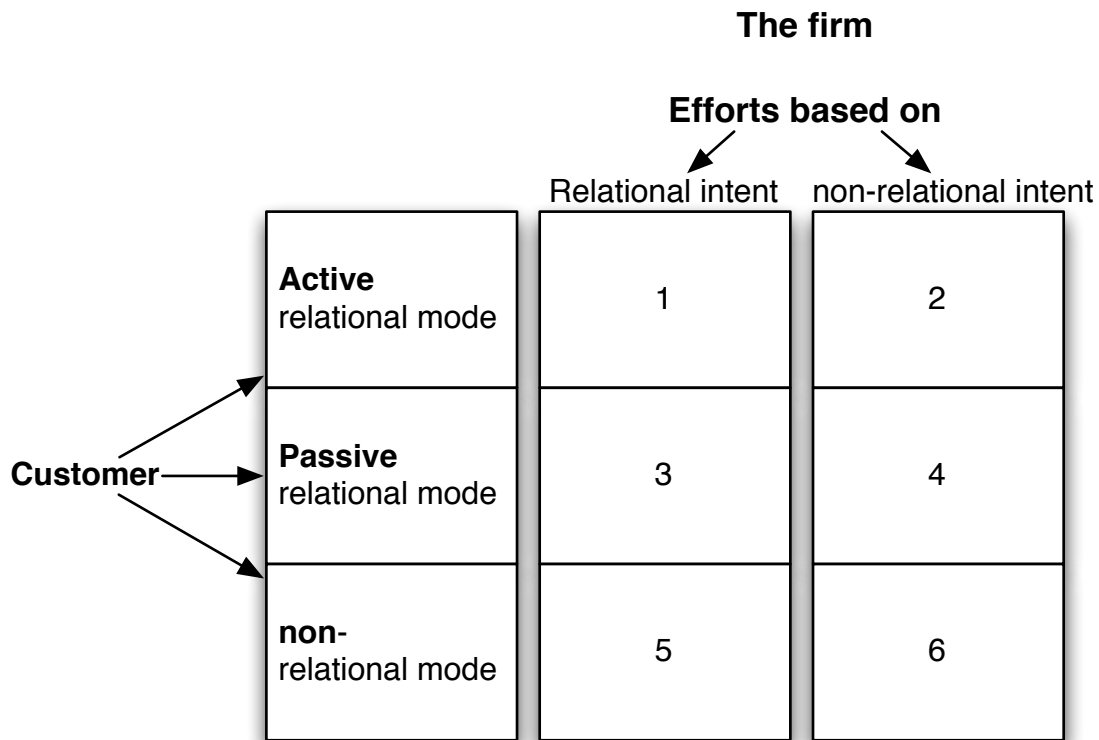 The firm
Efforts based on
Relational intent
non-relational intent
Active
relational mode
1
2
Customer
Passive
relational mode
3
4
non-
relational mode
5
6